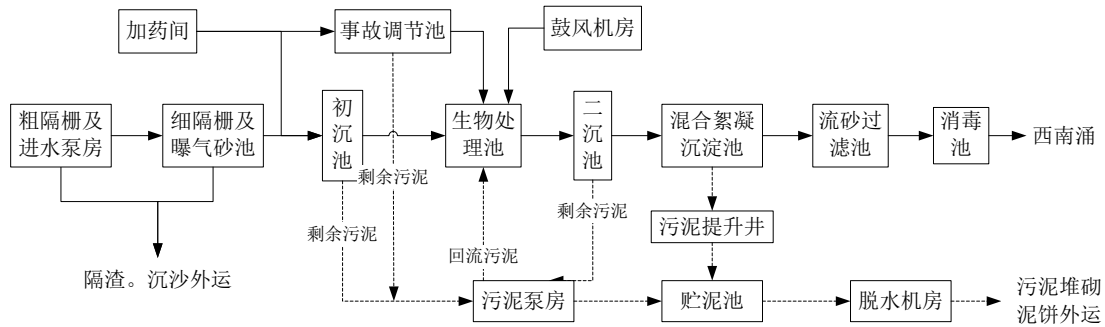 加药间
事故调节池
鼓风机房
粗隔栅及
进水泵房
细隔栅及
曝气砂池
初
沉
池
生物处
理池
二
沉
池
混合絮凝
沉淀池
流砂过
滤池
消毒
池
西南涌
剩余污泥
剩余污泥
回流污泥
剩余污泥
污泥提升井
隔渣。沉沙外运
污泥泵房
贮泥池
脱水机房
污泥堆砌
泥饼外运